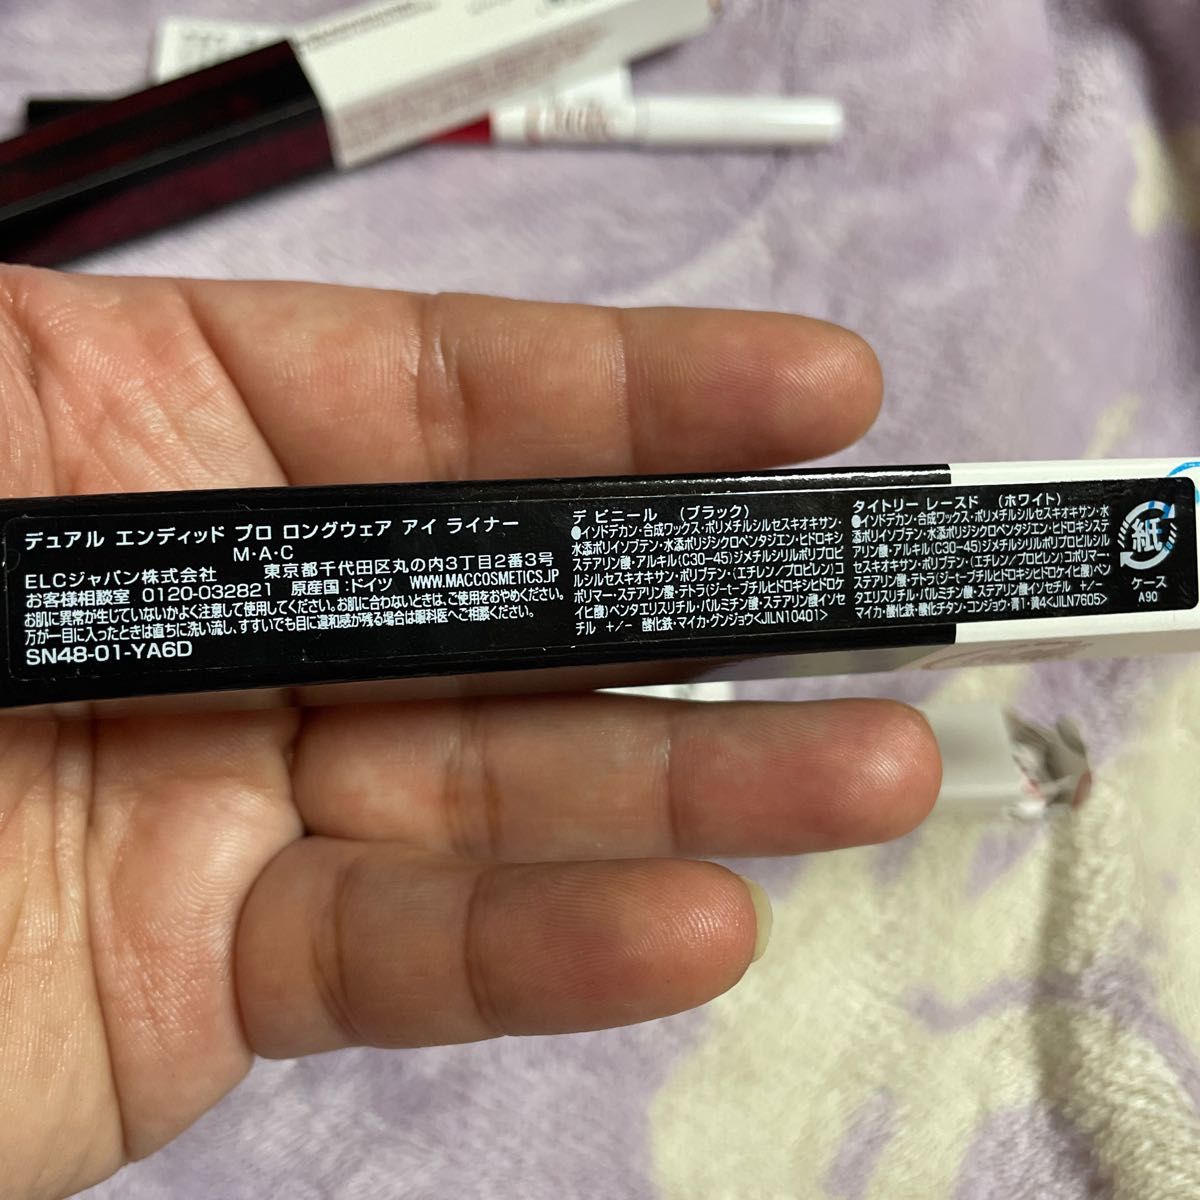 デュアル エンディッド プロ ロングウェア アイ ライナー
M・A・C
ELCジャパン株式会社 東京都千代田区丸の内3丁目2番3号
お客様相談室 0120-032821 原産国:ドイツ WWW.MACCOSMETICS.JP
お肌に異常が生じていないかよく注意して使用してください。お肌に合わないときは、ご使用をおやめください。
万が一目に入ったときは直ちに洗い流し、すすいでも目に違和感が残る場合は眼科医へご相談ください。
SN48-01-YA6D
デ ビニール (ブラック)
●イソドデカン・合成ワックス・ポリメチルシルセスキオキサン・
水添ポリイソブテン・水添ポリジシクロペンタジエン・ヒドロキシ
ステアリン酸・アルキル(C30-45)ジメチルシリルポリプロピ
ルシルセスキオキサン・ポリブテン・(エチレン/プロピレン)コ
ポリマー・ステアリン酸・テトラ(ジ-t-ブチルヒドロキシヒドロケ
イヒ酸)ペンタエリスリチル・パルミチン酸・ステアリン酸イソセ
チル +/- 酸化鉄・マイカ・グンジョウ<JILN10401>
タイトリー レースド (ホワイト)
●イソドデカン・合成ワックス・ポリメチルシルセスキオキサン・水
添ポリイソブテン・水添ポリジシクロペンタジエン・ヒドロキシステ
アリン酸・アルキル(C30-45)ジメチルシリルポリプロピルシル
セスキオキサン・ポリブテン・(エチレン/プロピレン)コポリマー・
ステアリン酸・テトラ(ジ-t-ブチルヒドロキシヒドロケイヒ酸)ペン
タエリスリチル・パルミチン酸・ステアリン酸イソセチル +/-
マイカ・酸化鉄・酸化チタン・コンジョウ・青1・黄4<JILN7605>
紙
ケース
A90